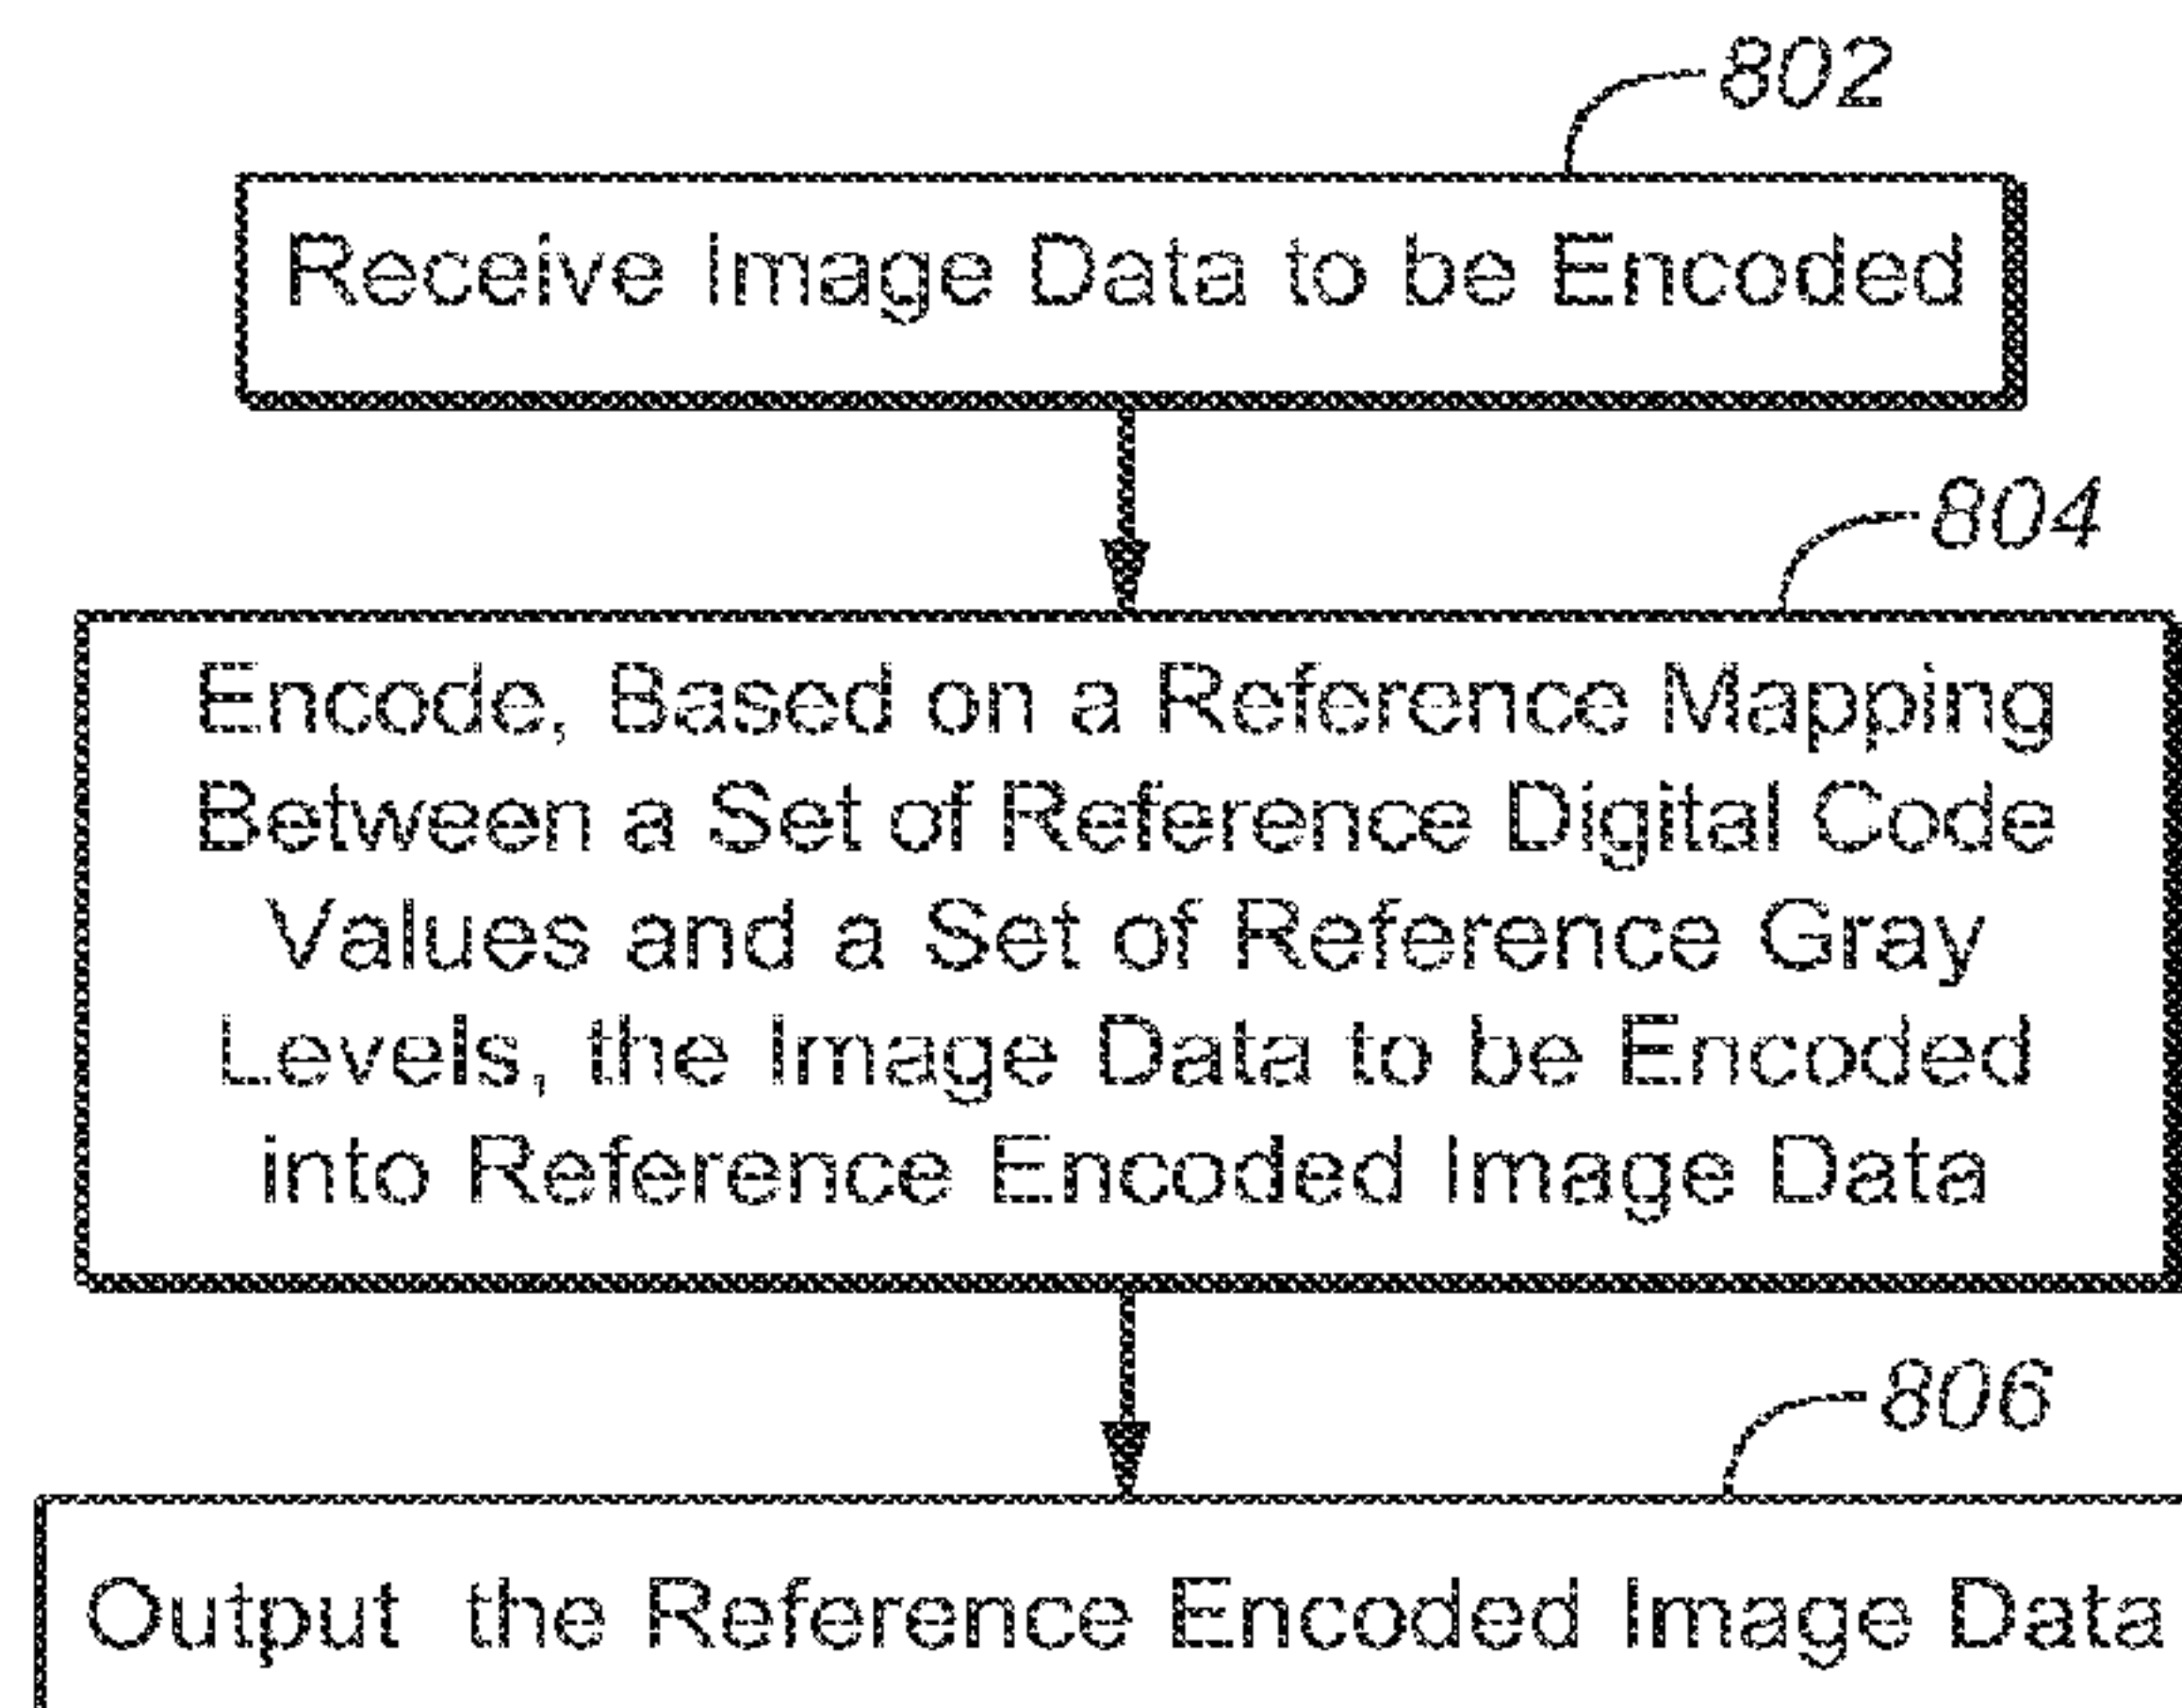 802
Receive Image Data to be Encoded
804
Encode, Based on a Reference Mapping
Between a Set of Reference Digital Code
Values and a Set of Reference Gray
Levels, the Image Data to be Encoded
into Reference Encoded Image Data
806
Output the Reference Encoded Image Data